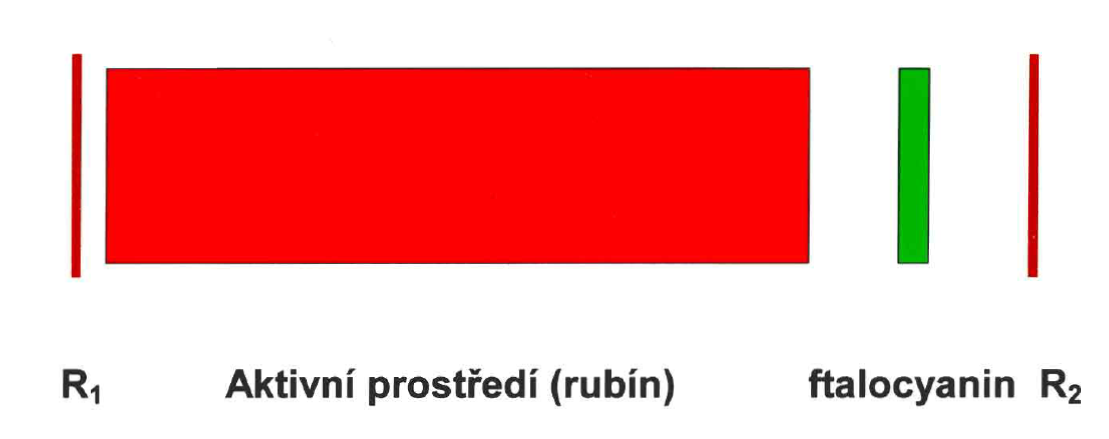 R₁ Aktivní prostředí (rubín) ftalocyanin R₂